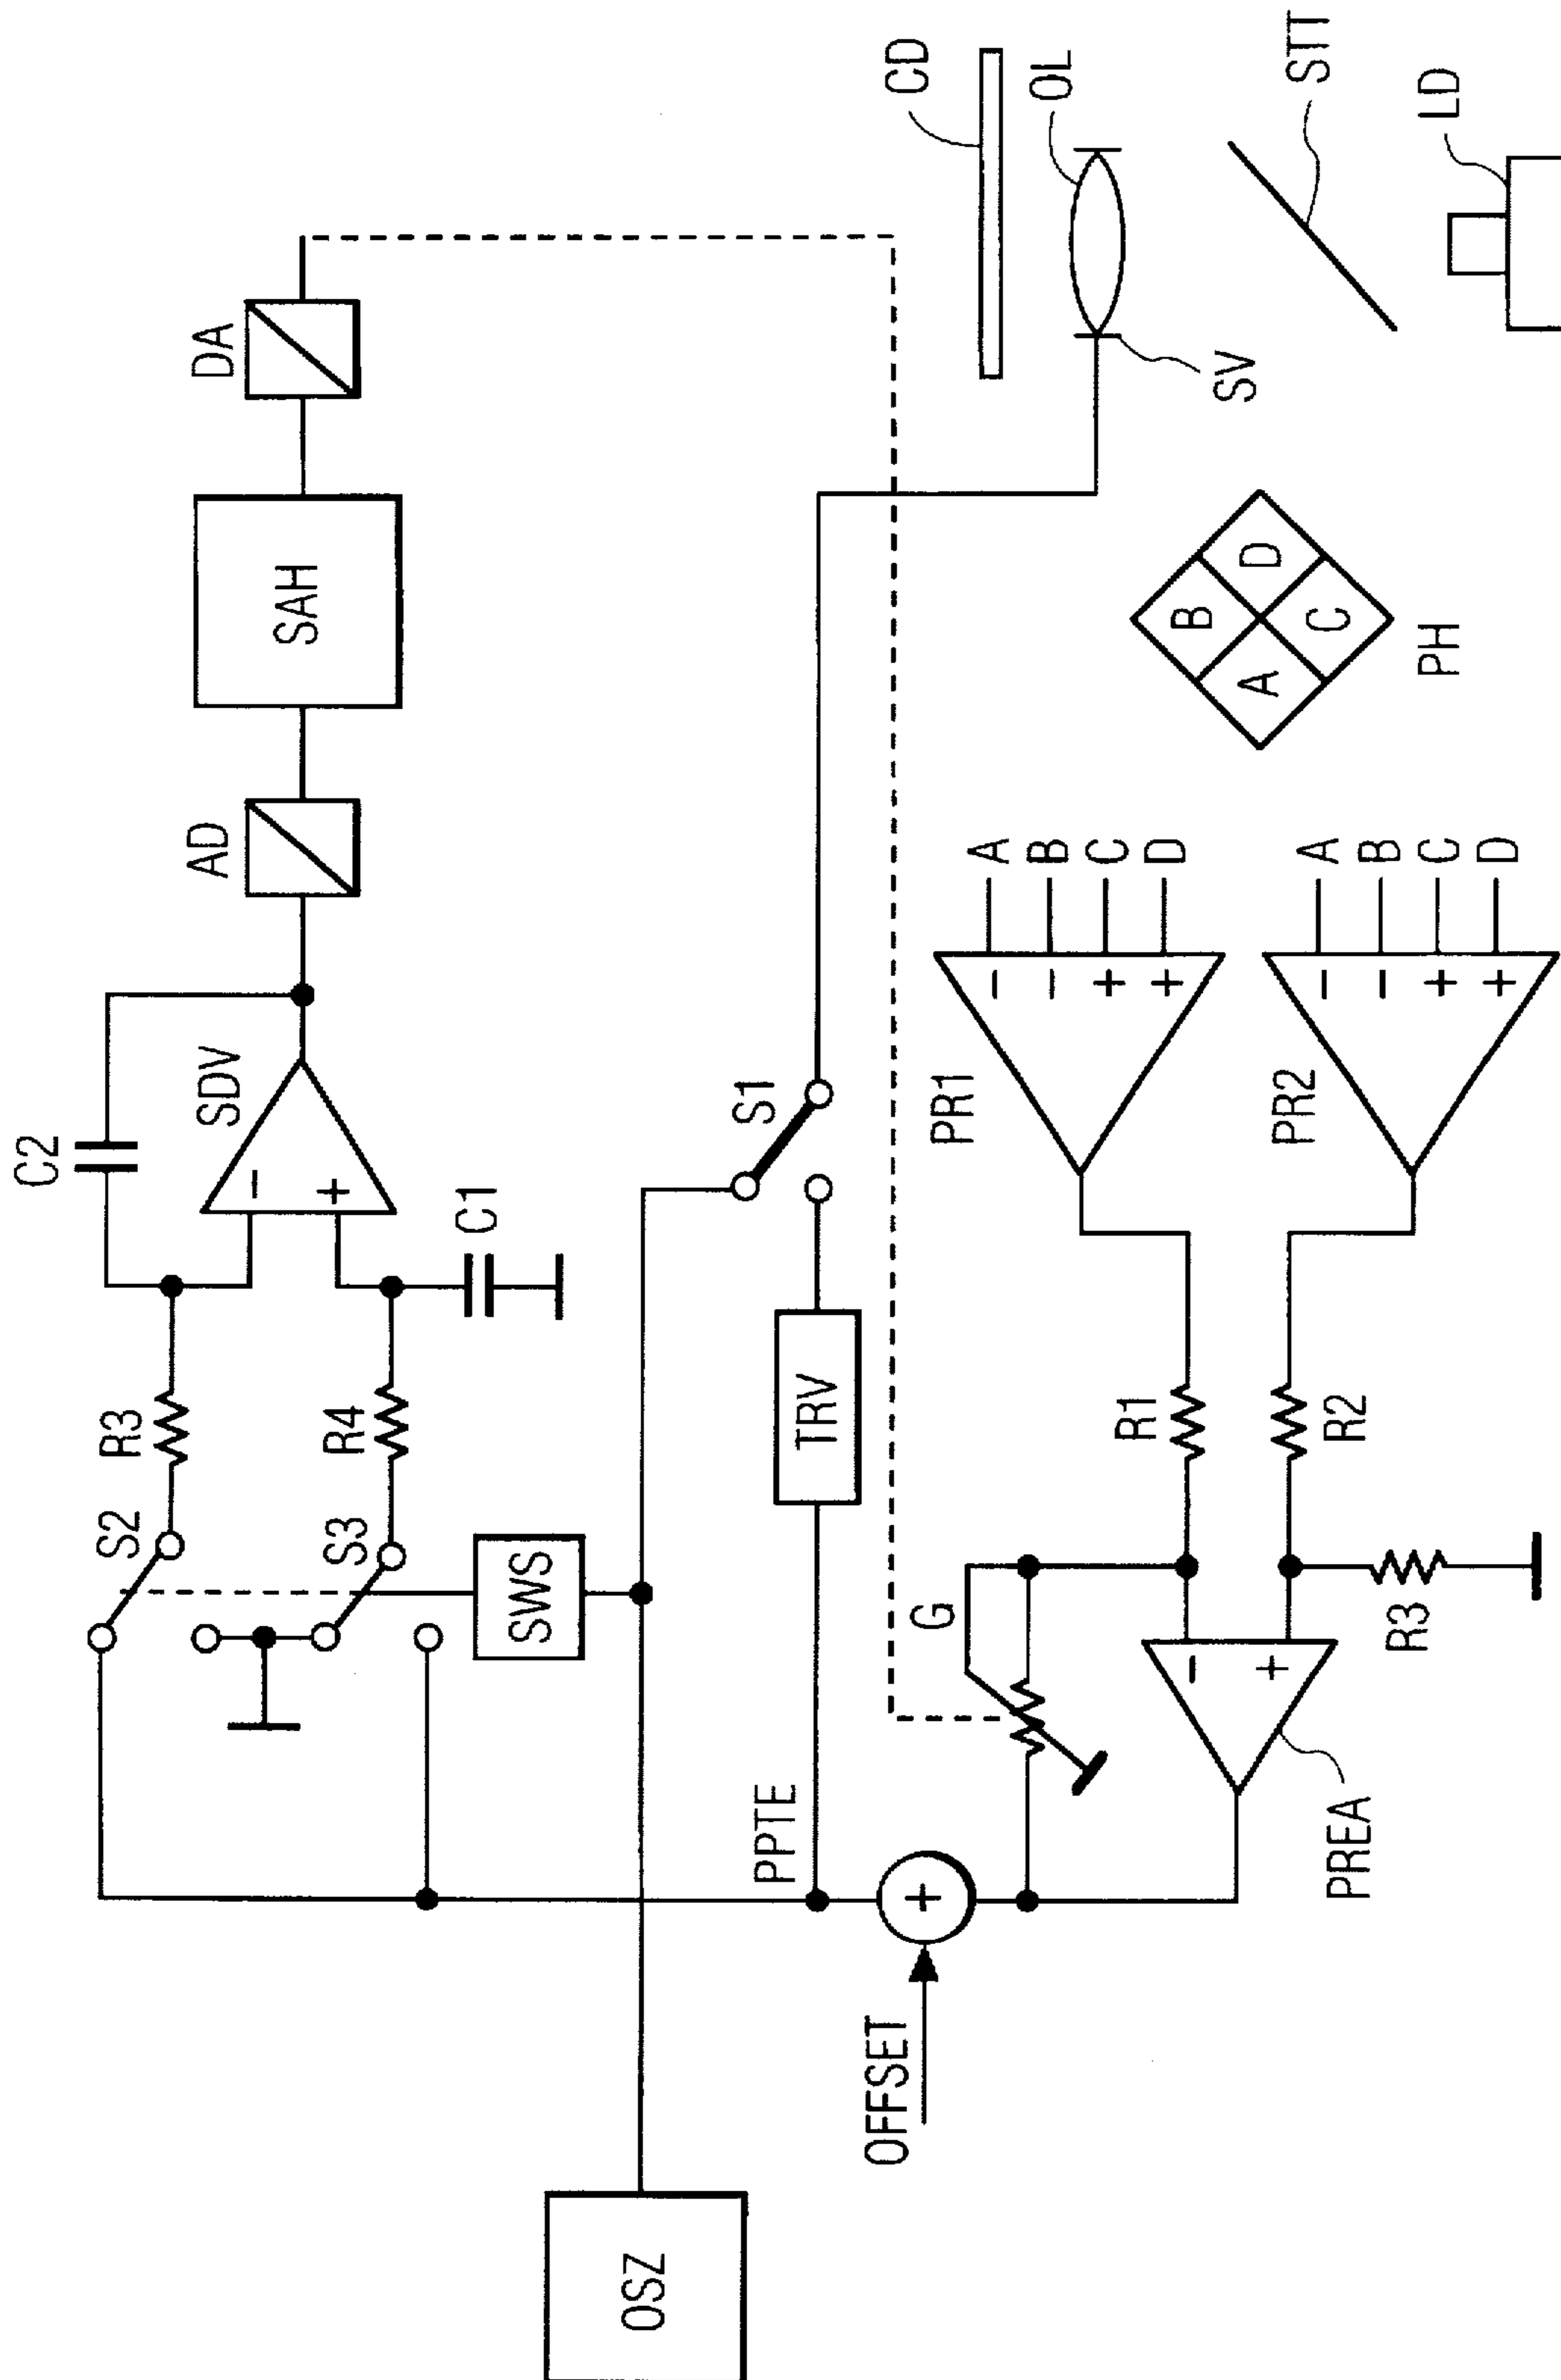 C2
S2
R3
SDV
-
+
AD
SAH
DA
S3
R4
C1
SWS
OSZ
S1
TRV
PPTE
OFFSET
+
G
R1
R2
R3
-
+
PREA
PR1
-
-
+
+
A
B
C
D
PR2
-
-
+
+
A
B
C
D
B
A
D
C
PH
CD
OL
SV
STT
LD